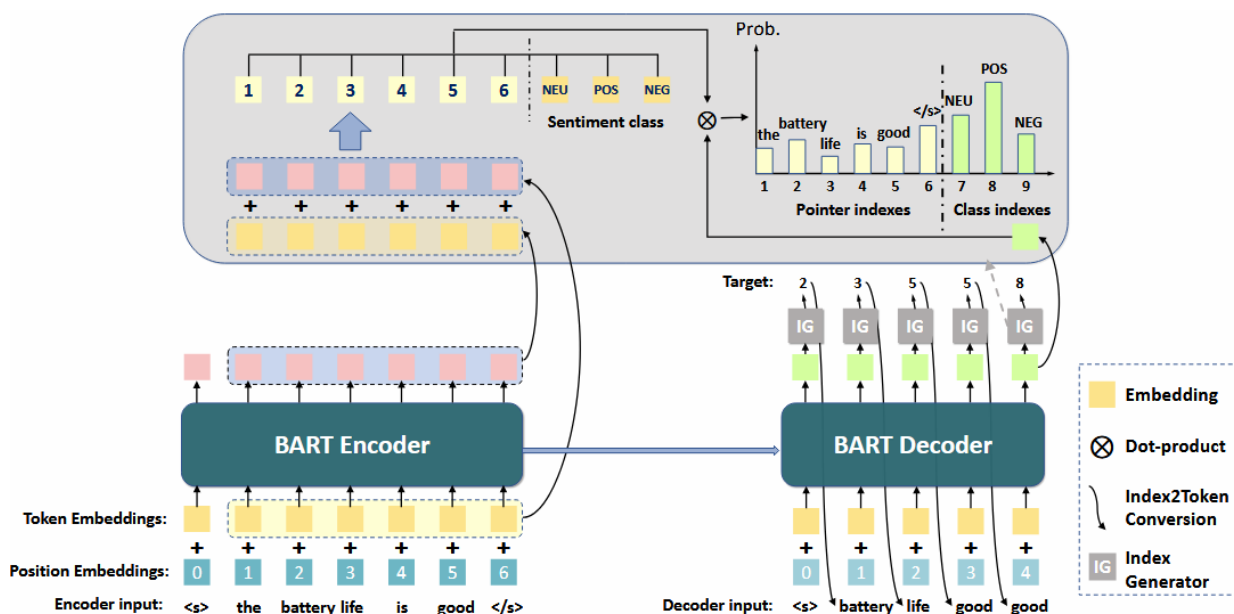 Prob.
1 2 3 4 5 6 NEU POS NEG
Sentiment class
the battery life is good </s> NEU POS NEG
1 2 3 4 5 6 7 8 9
Pointer indexes Class indexes
+ + + + + +
Target: 2 3 5 5 8
IG IG IG IG IG
BART Encoder
BART Decoder
Embedding
Dot-product
Index2Token
Conversion
IG Index
Generator
Token Embeddings:
+ + + + + + + + + + + +
Position Embeddings: 0 1 2 3 4 5 6 0 1 2 3 4
Encoder input: <s> the battery life is good </s>
Decoder input: <s> battery life good good